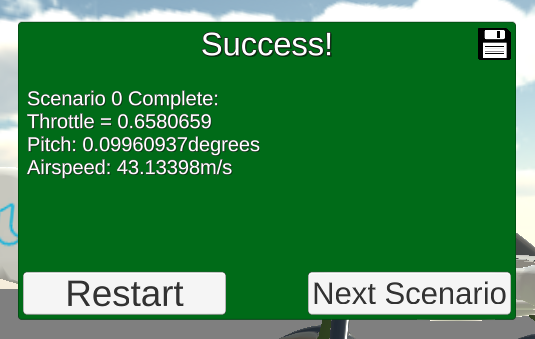 Success!
Scenario 0 Complete:
Throttle = 0.6580659
Pitch: 0.09960937degrees
Airspeed: 43.13398m/s
Restart
Next Scenario